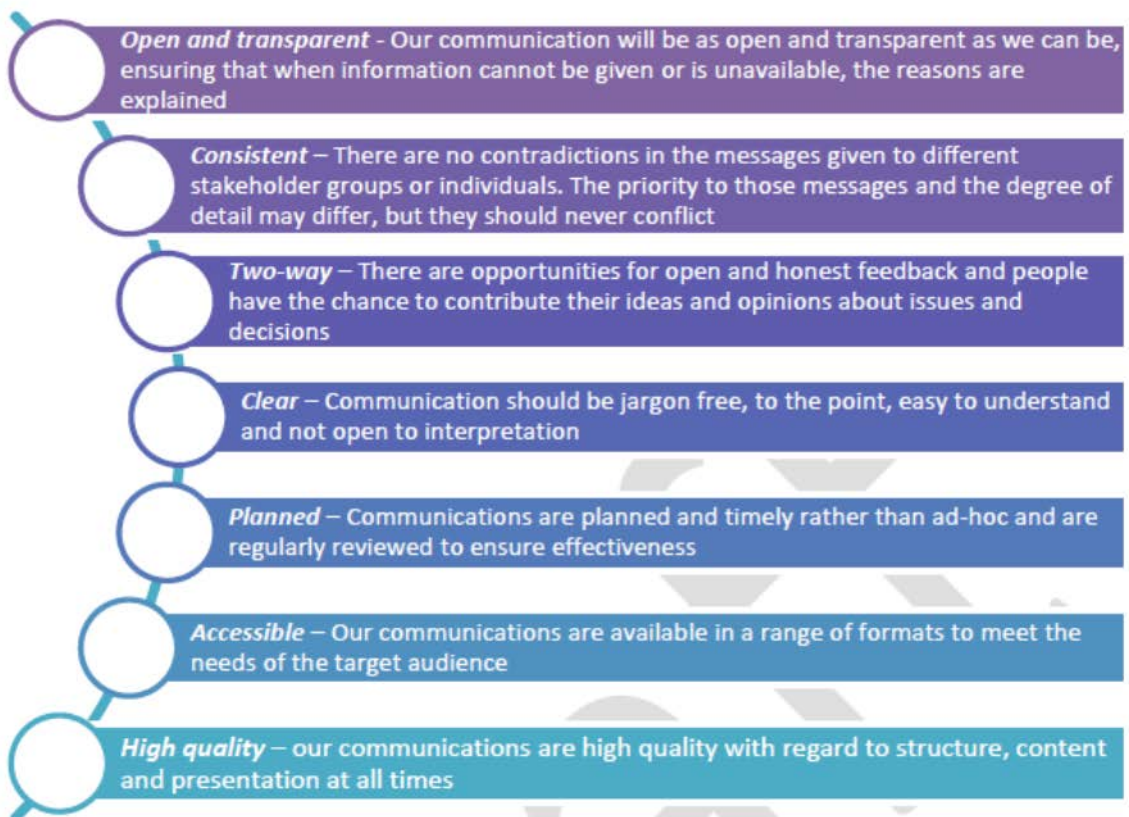 Open and transparent - Our communication will be as open and transparent as we can be,
ensuring that when information cannot be given or is unavailable, the reasons are
explained
Consistent – There are no contradictions in the messages given to different
stakeholder groups or individuals. The priority to those messages and the degree of
detail may differ, but they should never conflict
Two-way – There are opportunities for open and honest feedback and people
have the chance to contribute their ideas and opinions about issues and
decisions
Clear – Communication should be jargon free, to the point, easy to understand
and not open to interpretation
Planned – Communications are planned and timely rather than ad-hoc and are
regularly reviewed to ensure effectiveness
Accessible – Our communications are available in a range of formats to meet the
needs of the target audience
High quality – our communications are high quality with regard to structure, content
and presentation at all times